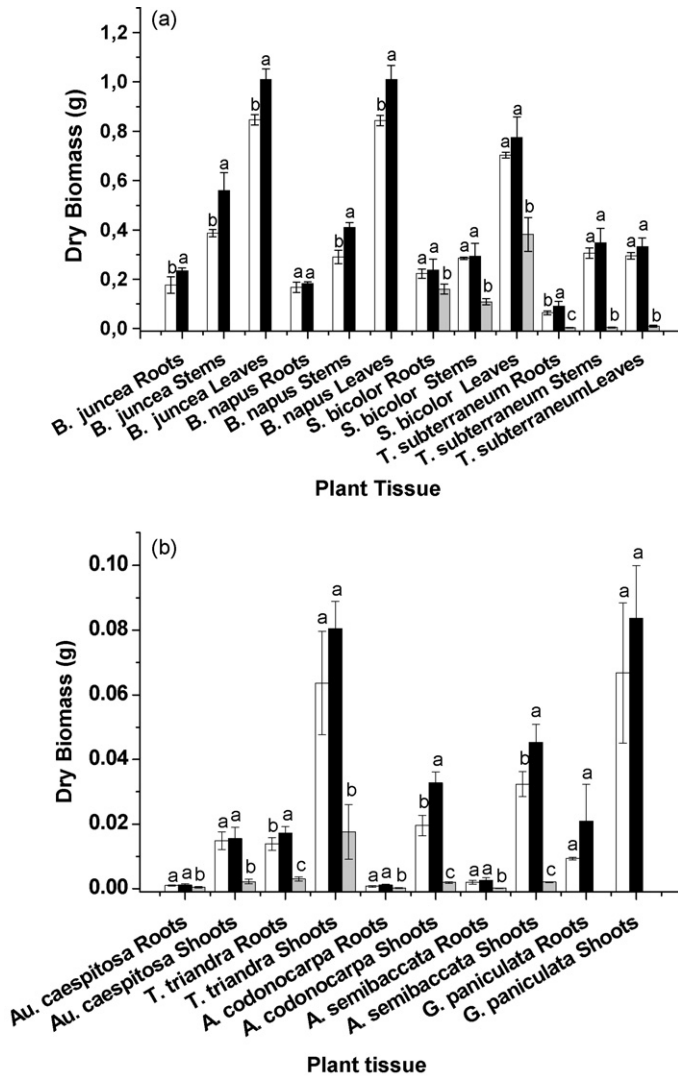 (a)
1,2
1,0
0,8
0,6
0,4
0,2
0,0
Dry Biomass (g)
b a b a b a a a b a b a a a b a a b a a b b a c a a b a a b
B. juncea Roots
B. juncea Stems
B. juncea Leaves
B. napus Roots
B. napus Stems
B. napus Leaves
S. bicolor Roots
S. bicolor Stems
S. bicolor Leaves
T. subterraneum Roots
T. subterraneum Stems
T. subterraneumLeaves
Plant Tissue
(b)
0.10
0.08
0.06
0.04
0.02
0.00
Dry Biomass (g)
a a b a a b b a c a a b a a b b a c a a b b a c a a a a
Au. caespitosa Roots
Au. caespitosa Shoots
T. triandra Roots
T. triandra Shoots
A. codonocarpa Roots
A. codonocarpa Shoots
A. semibaccata Roots
A. semibaccata Shoots
G. paniculata Roots
G. paniculata Shoots
Plant tissue